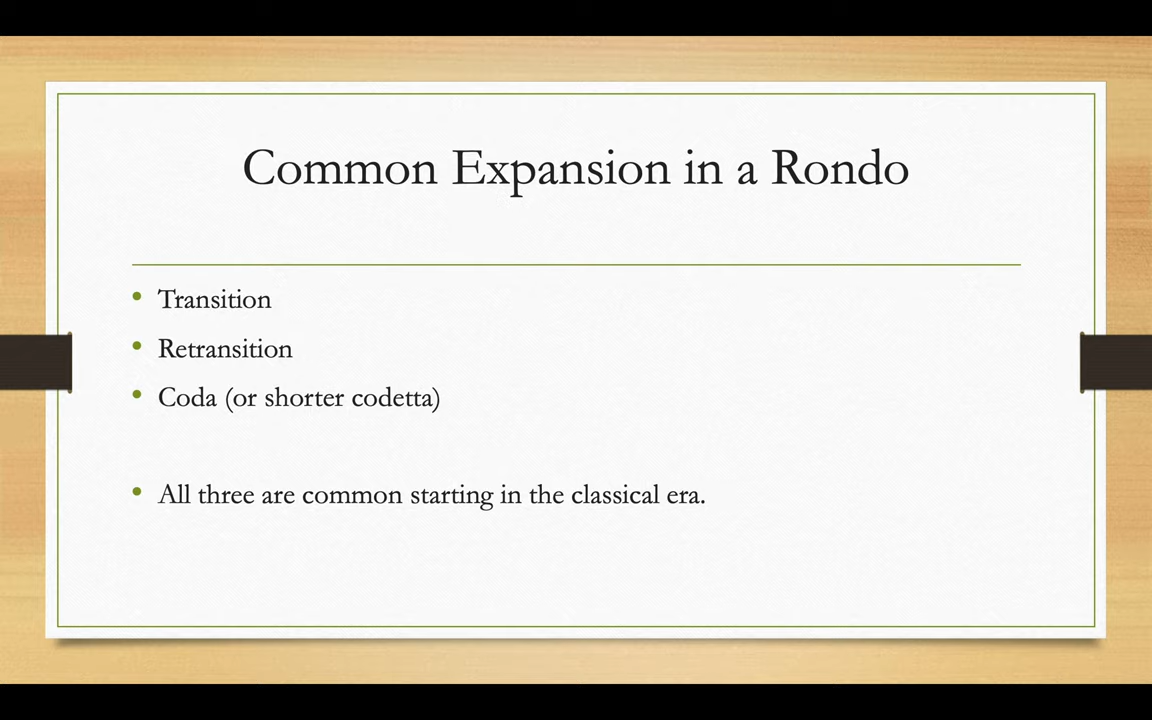 Common Expansion in a Rondo
• Transition
• Retransition
• Coda (or shorter codetta)
• All three are common starting in the classical era.